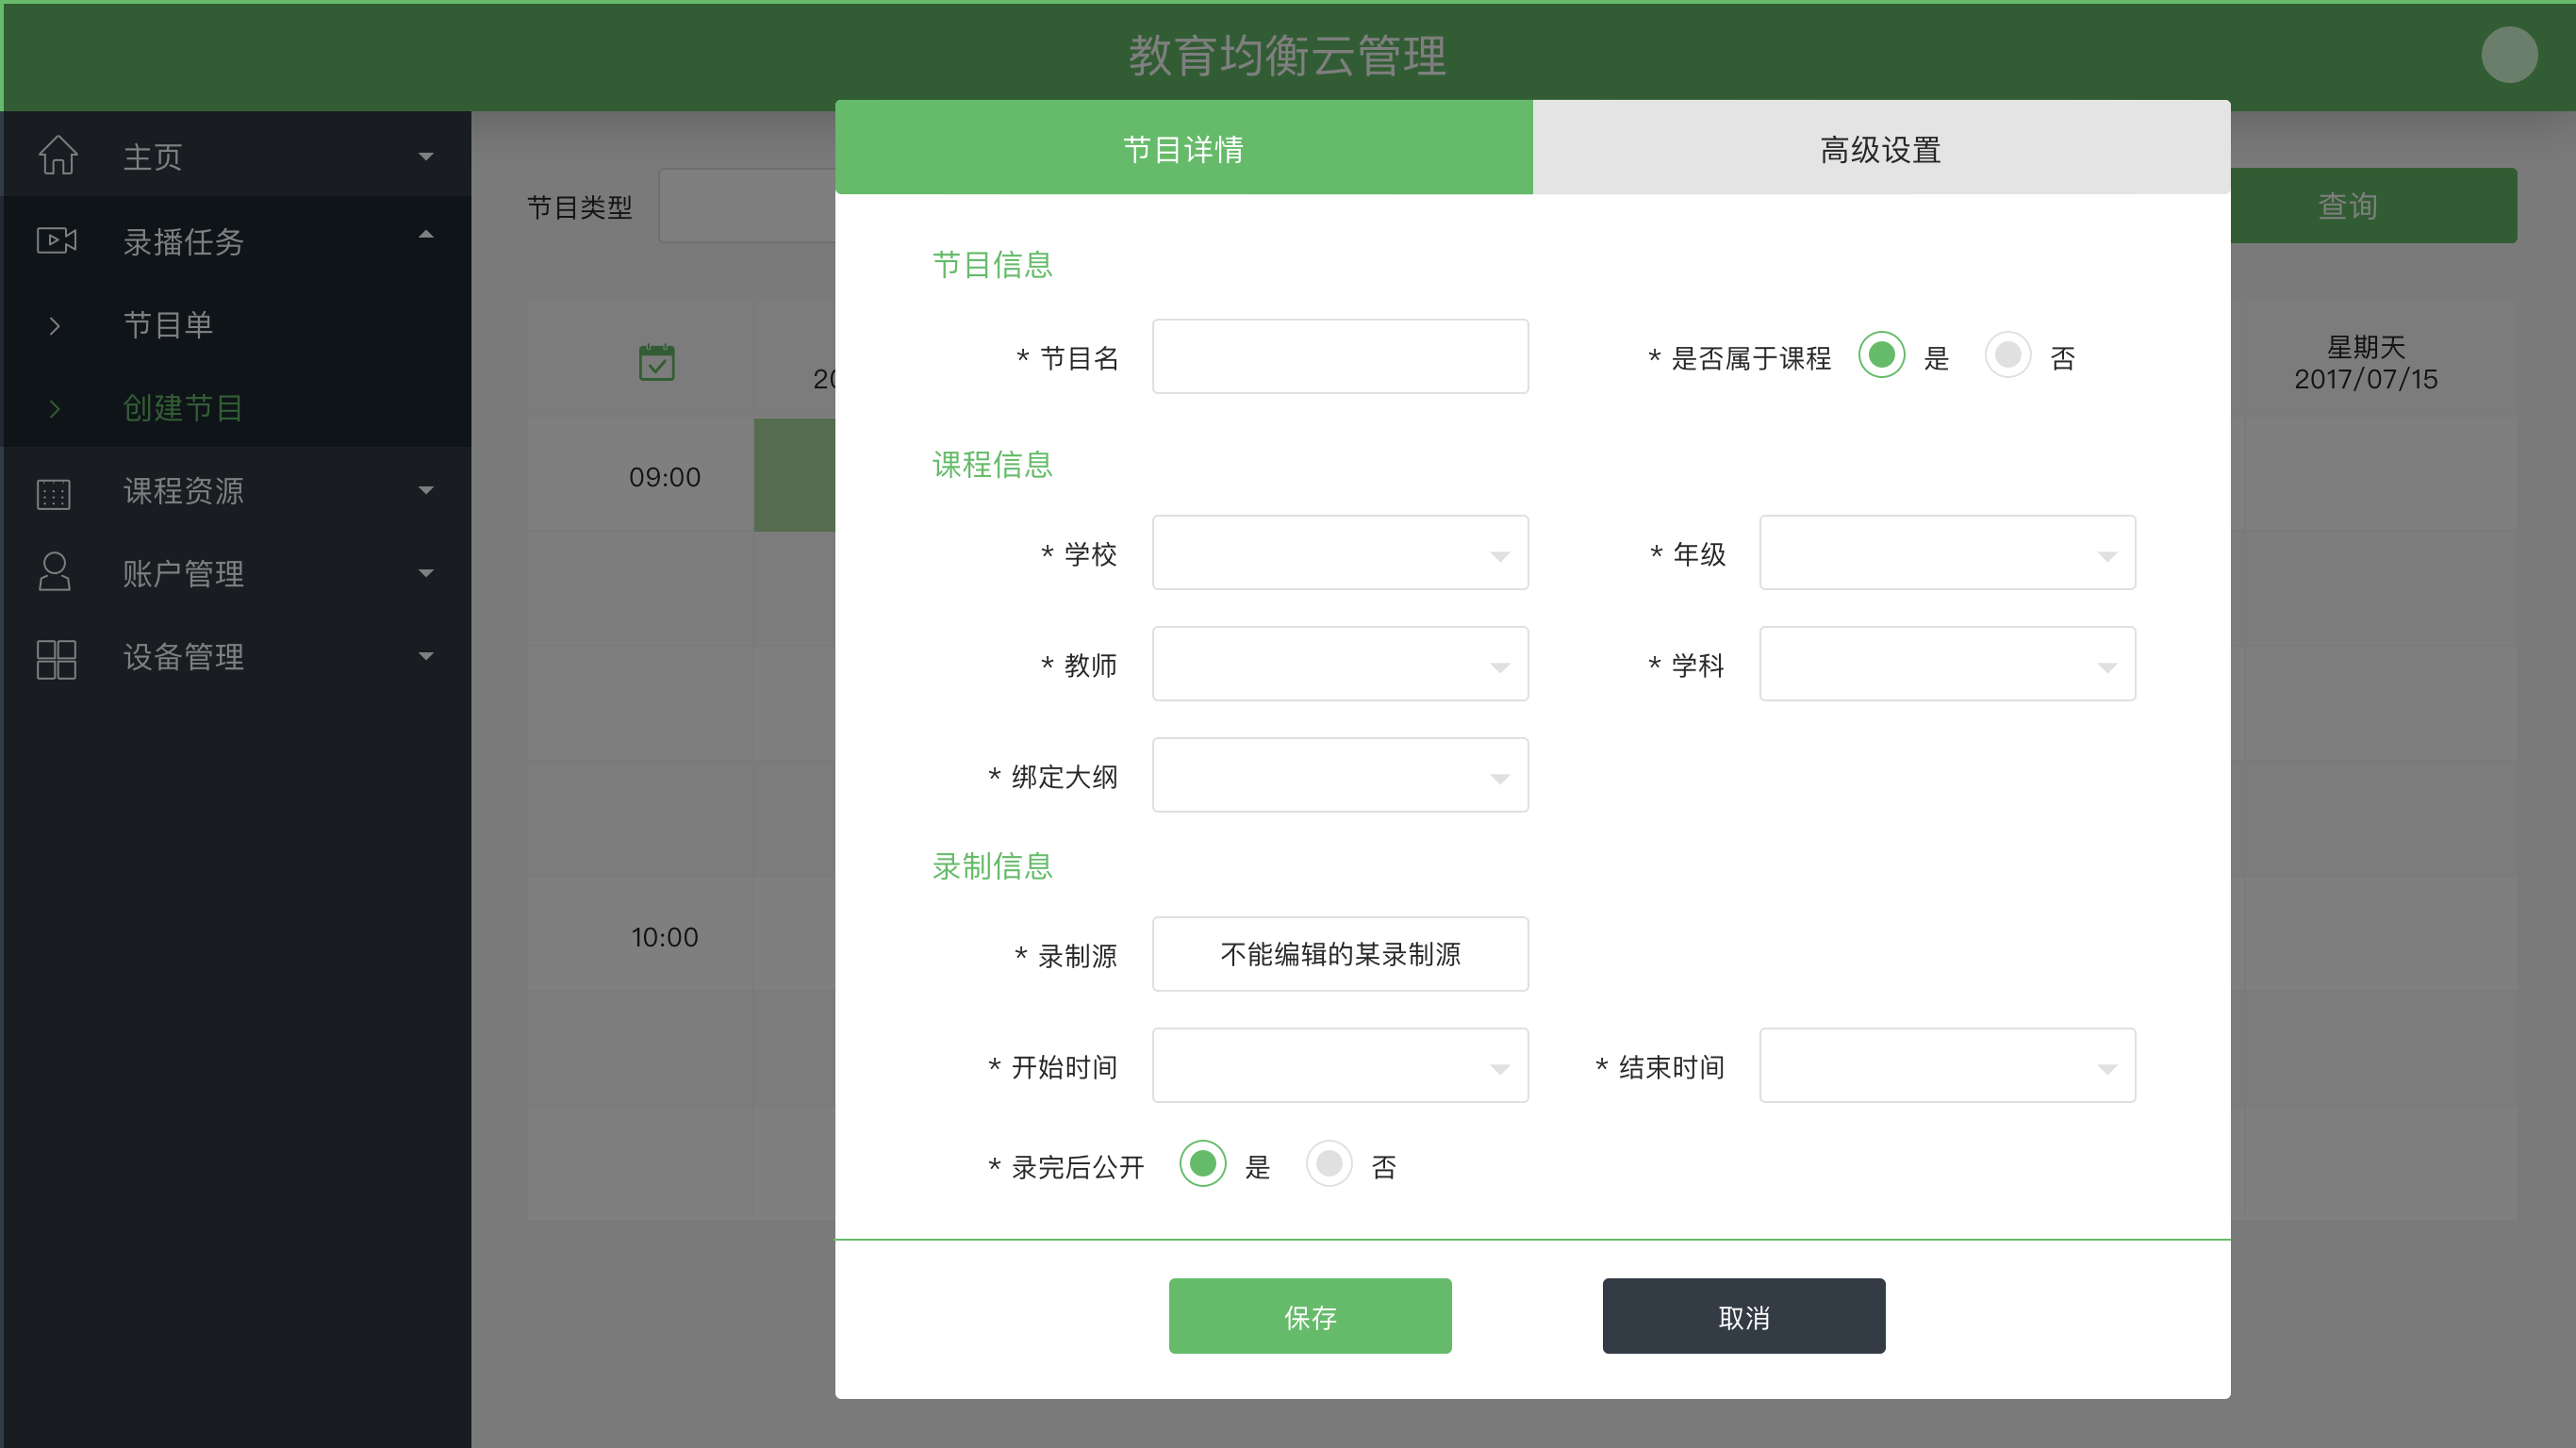 教育均衡云管理
主页
录播任务
节目单
创建节目
课程资源
账户管理
设备管理
节目类型
查询
20
星期天
2017/07/15
09:00
10:00
节目详情
高级设置
节目信息
* 节目名
* 是否属于课程 是 否
课程信息
* 学校
* 年级
* 教师
* 学科
* 绑定大纲
录制信息
* 录制源 不能编辑的某录制源
* 开始时间
* 结束时间
* 录完后公开 是 否
保存
取消